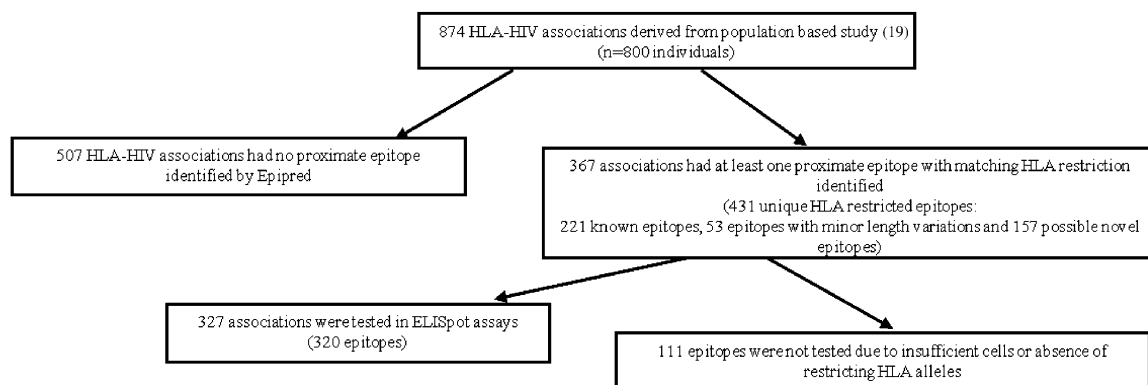 874 HLA-HIV associations derived from population based study (19)
(n=800 individuals)
507 HLA-HIV associations had no proximate epitope
identified by Epipred
367 associations had at least one proximate epitope with matching HLA restriction
identified
(431 unique HLA restricted epitopes:
221 known epitopes, 53 epitopes with minor length variations and 157 possible novel
epitopes)
327 associations were tested in ELISpot assays
(320 epitopes)
111 epitopes were not tested due to insufficient cells or absence of
restricting HLA alleles